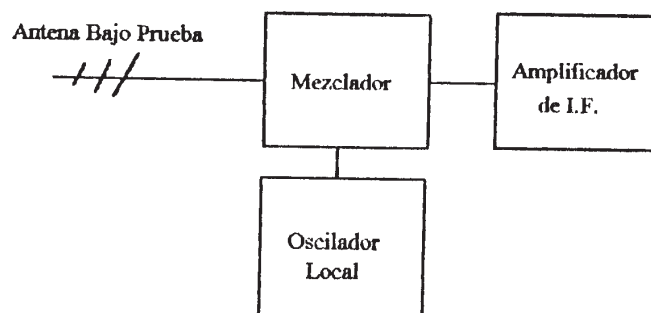 Antena Bajo Prueba
Mezclador
Amplificador
de I.F.
Oscilador
Local